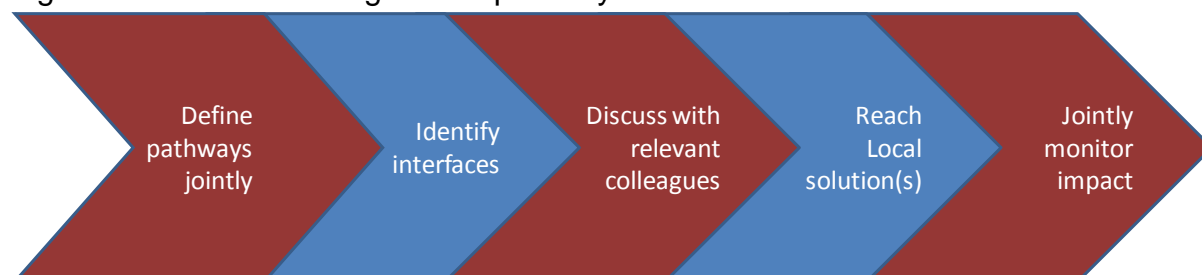 Define
pathways
jointly
Identify
interfaces
Discuss with
relevant
colleagues
Reach
Local
solution(s)
Jointly
monitor
impact